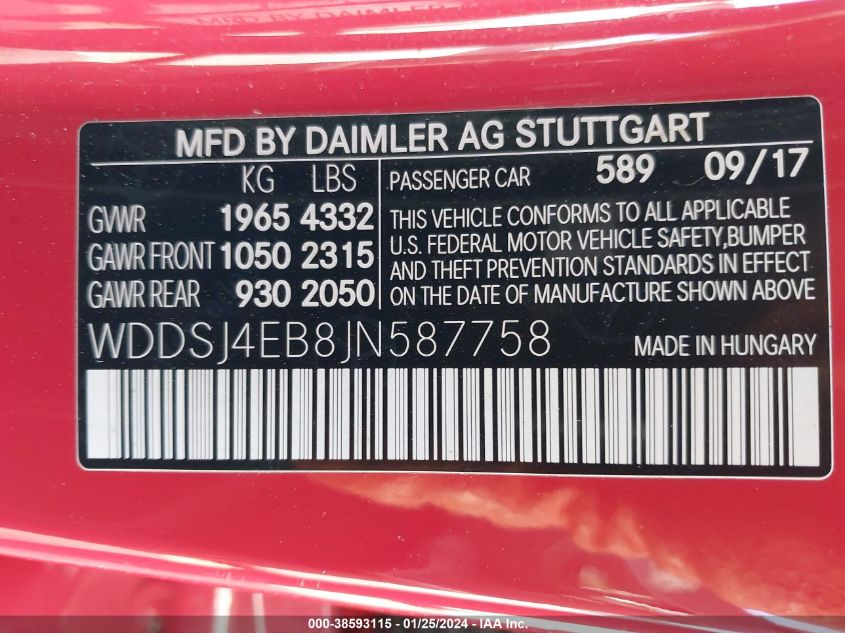 MFD BY DAIMLER AG STUTTGART
KG LBS
GVWR 1965 4332
GAWR FRONT 1050 2315
GAWR REAR 930 2050
PASSENGER CAR 589 09/17
THIS VEHICLE CONFORMS TO ALL APPLICABLE
U.S. FEDERAL MOTOR VEHICLE SAFETY,BUMPER
AND THEFT PREVENTION STANDARDS IN EFFECT
ON THE DATE OF MANUFACTURE SHOWN ABOVE
WDDSJ4EB8JN587758 MADE IN HUNGARY
000-38593115 - 01/25/2024 - IAA Inc.